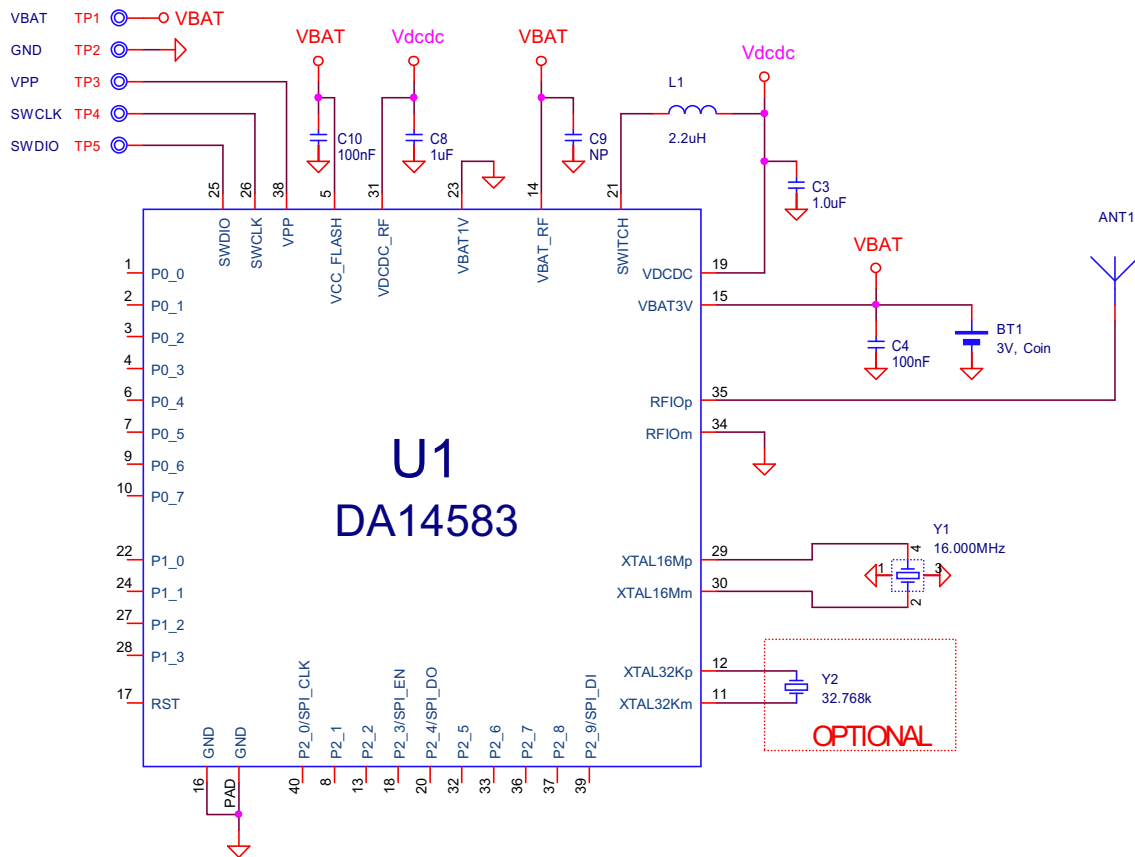 VBAT TP1 VBAT
GND TP2
VPP TP3
SWCLK TP4
SWDIO TP5
VBAT
Vdcdc
VBAT
Vdcdc
C10
100nF
C8
1uF
C9
NP
L1
2.2uH
C3
1.0uF
25 SWDIO
26 SWCLK
38 VPP
5 VCC_FLASH
31 VDCDC_RF
23 VBAT1V
14 VBAT_RF
21 SWITCH
1 P0_0
2 P0_1
3 P0_2
4 P0_3
6 P0_4
7 P0_5
9 P0_6
10 P0_7
22 P1_0
24 P1_1
27 P1_2
28 P1_3
17 RST
U1
DA14583
VDCDC 19
VBAT3V 15
RFIOp 35
RFIOm 34
XTAL16Mp 29
XTAL16Mm 30
XTAL32Kp 12
XTAL32Km 11
VBAT
C4
100nF
BT1
3V, Coin
ANT1
Y1
16.000MHz
1
4
3
2
Y2
32.768k
OPTIONAL
GND 16
GND PAD
P2_0/SPI_CLK 40
P2_1 8
P2_2 13
P2_3/SPI_EN 18
P2_4/SPI_DO 20
P2_5 32
P2_6 33
P2_7 36
P2_8 37
P2_9/SPI_DI 39